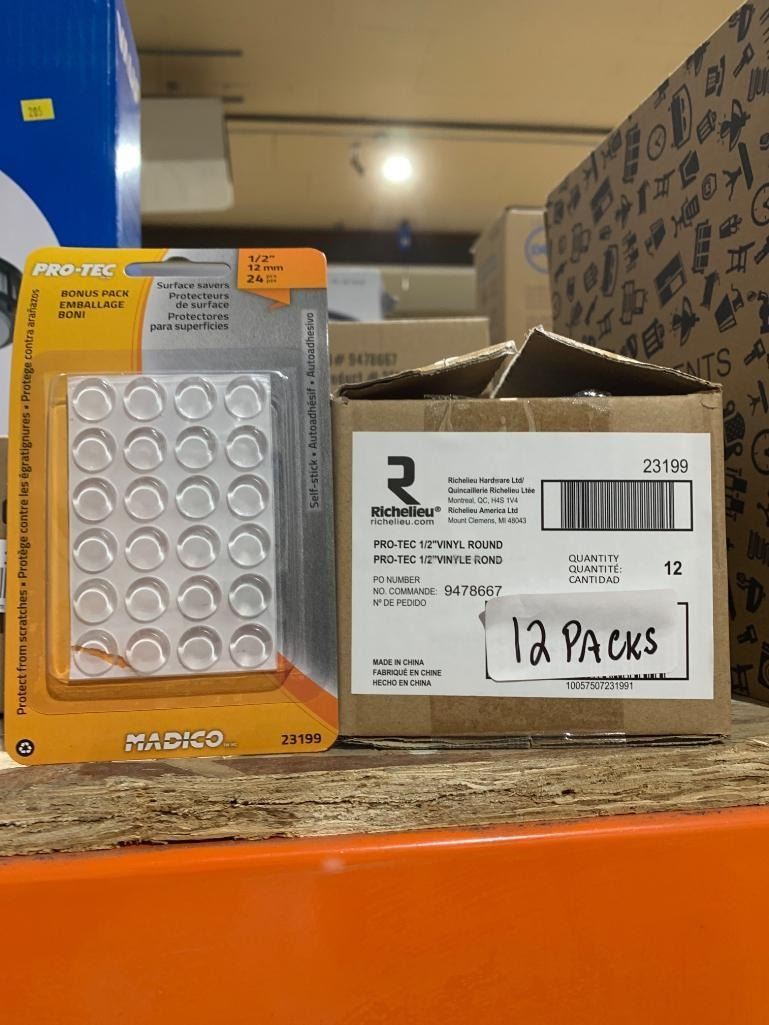 205
PRO-TEC
BONUS PACK
EMBALLAGE
BONI
Surface savers
Protecteurs
de surface
Protectores
para superficies
1/2"
12 mm
24 pcs
Protect from scratches • Protège contre les égratignures • Protege contra arañazos
Self-stick • Autoadhésif • Autoadhesivo
MADICO
23199
# 9478667
Richelieu®
richelieu.com
Richelieu Hardware Ltd/
Quincaillerie Richelieu Ltée
Montreal, QC, H4S 1V4
Richelieu America Ltd
Mount Clemens, MI 48043
23199
PRO-TEC 1/2"VINYL ROUND
PRO-TEC 1/2"VINYLE ROND
QUANTITY
QUANTITÉ: 12
CANTIDAD
PO NUMBER
NO. COMMANDE: 9478667
Nº DE PEDIDO
12 PACKS
MADE IN CHINA
FABRIQUÉ EN CHINE
HECHO EN CHINA
10057507231991
DELL
NTS